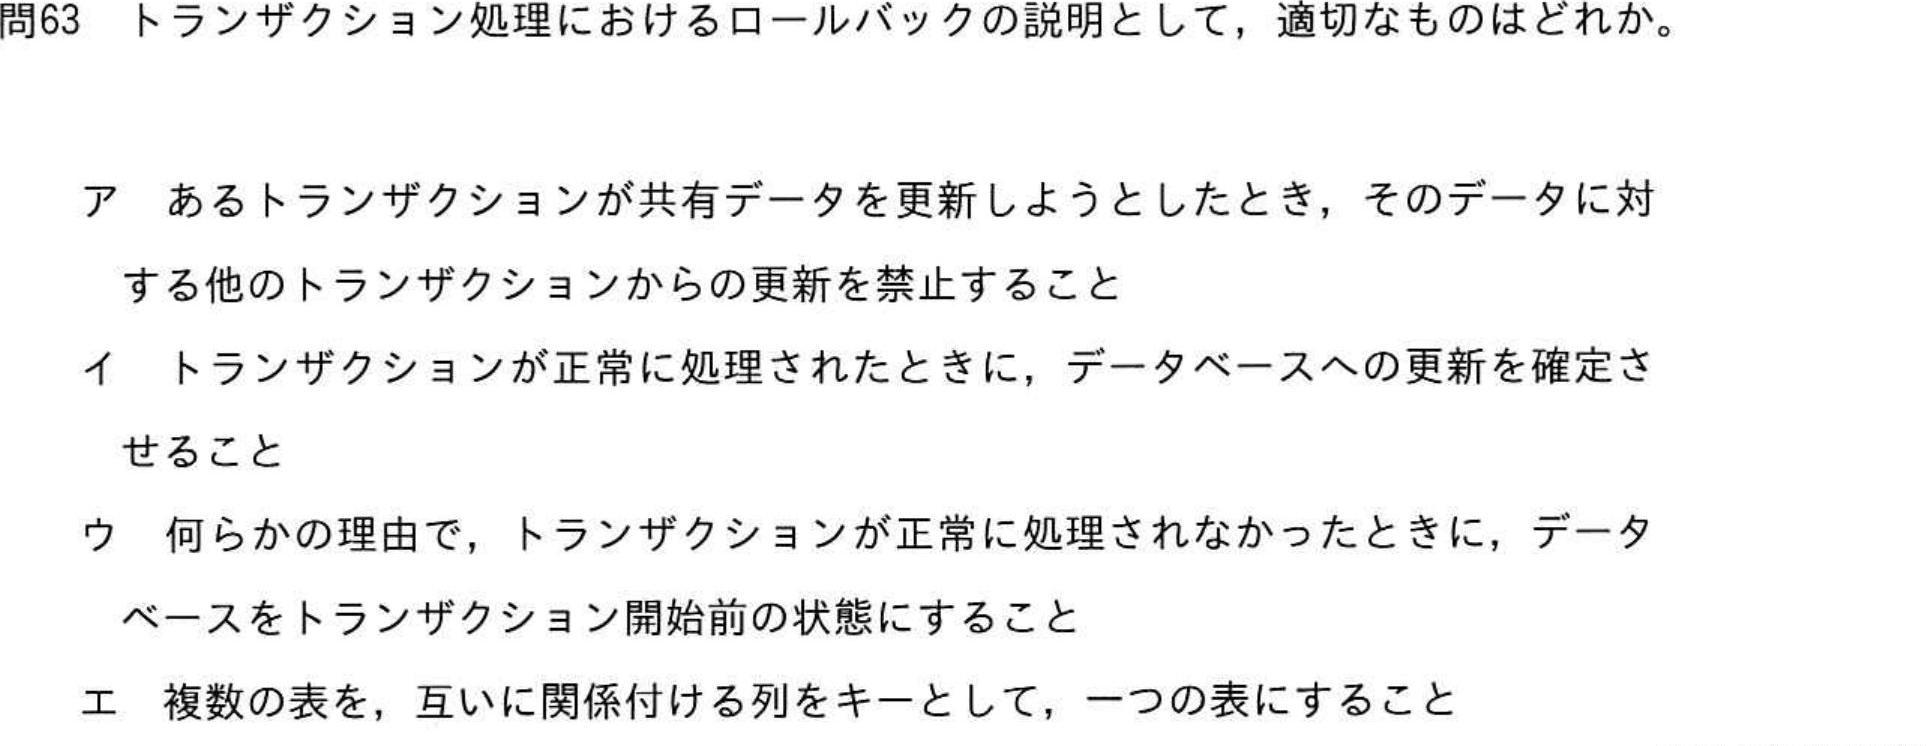 問63　トランザクション処理におけるロールバックの説明として，適切なものはどれか。
ア　あるトランザクションが共有データを更新しようとしたとき，そのデータに対
する他のトランザクションからの更新を禁止すること
イ　トランザクションが正常に処理されたときに，データベースへの更新を確定さ
せること
ウ　何らかの理由で，トランザクションが正常に処理されなかったときに，データ
ベースをトランザクション開始前の状態にすること
エ　複数の表を，互いに関係付ける列をキーとして，一つの表にすること